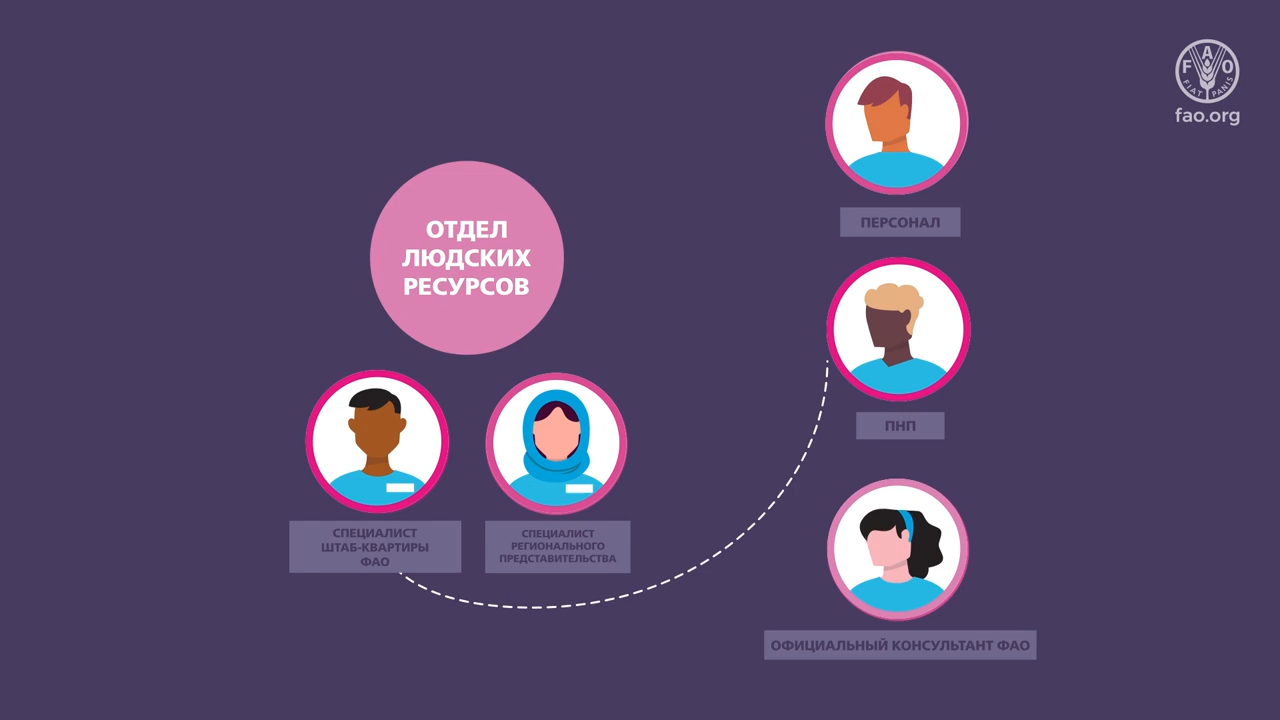 FAO
FIAT PANIS
fao.org
ПЕРСОНАЛ
ОТДЕЛ
ЛЮДСКИХ
РЕСУРСОВ
ПНП
СПЕЦИАЛИСТ
ШТАБ-КВАРТИРЫ
ФАО
СПЕЦИАЛИСТ
РЕГИОНАЛЬНОГО
ПРЕДСТАВИТЕЛЬСТВА
ОФИЦИАЛЬНЫЙ КОНСУЛЬТАНТ ФАО